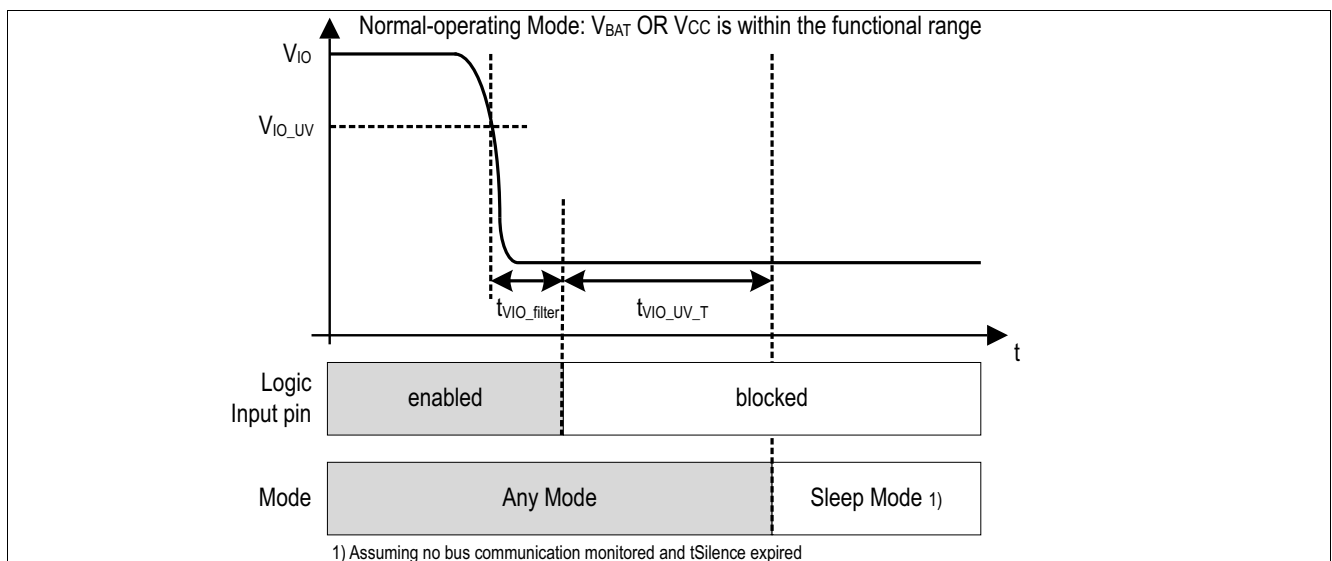 Normal-operating Mode: VBAT OR VCC is within the functional range
VIO
VIO_UV
tVIO_filter
tVIO_UV_T
t
Logic
Input pin
enabled
blocked
Mode
Any Mode
Sleep Mode 1)
1) Assuming no bus communication monitored and tSilence expired